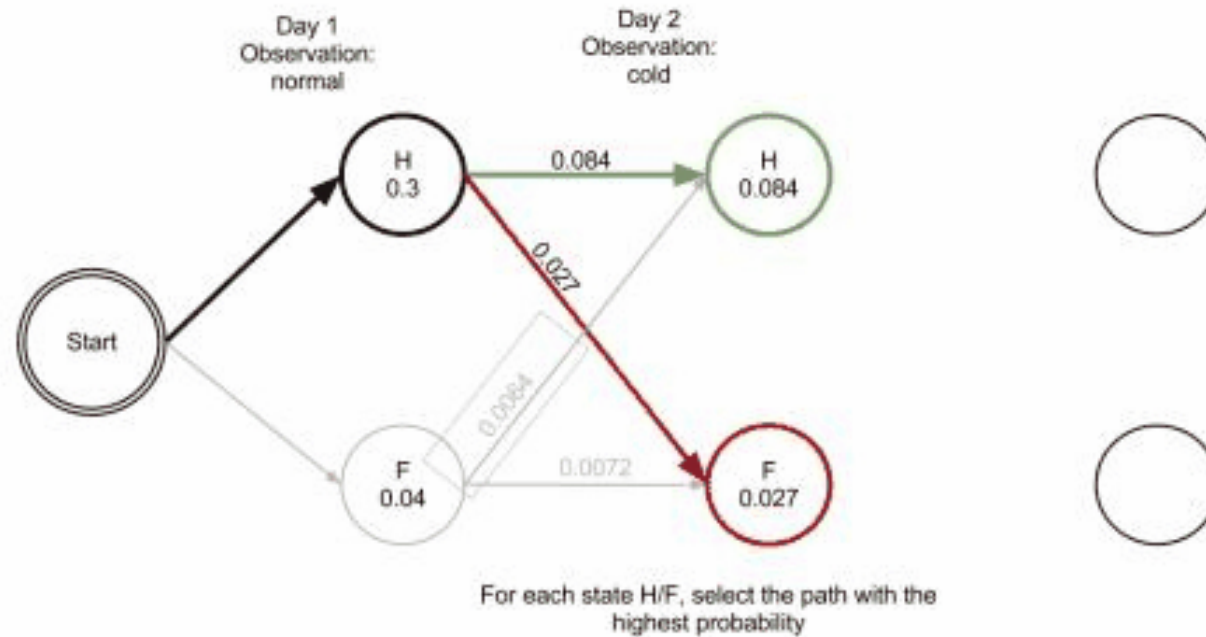 Day 1
Observation:
normal
Day 2
Observation:
cold
H
0.3
0.084
H
0.084
0.027
Start
0.0064
F
0.04
0.0072
F
0.027
For each state H/F, select the path with the
highest probability